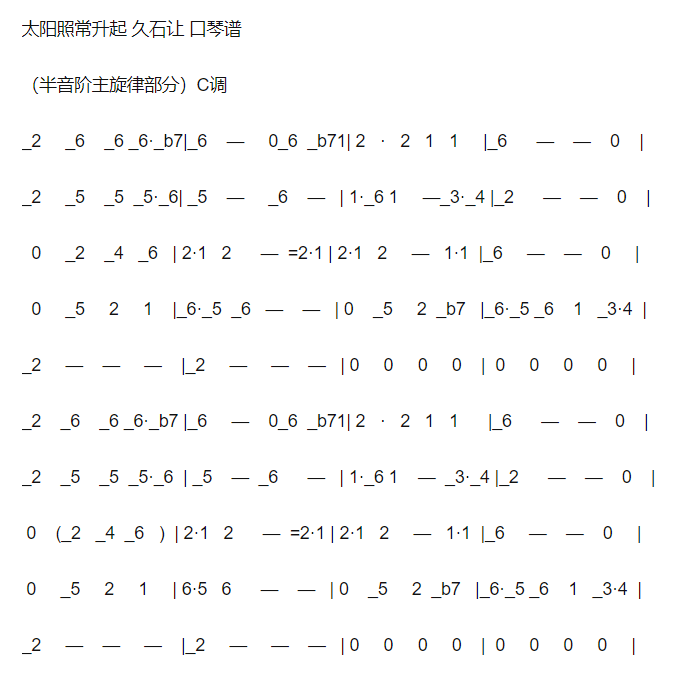 太阳照常升起 久石让 口琴谱
（半音阶主旋律部分）C调
_2 _6 _6 _6·_b7|_6 — 0_6 _b71| 2 · 2 1 1 |_6 — — 0 |
_2 _5 _5 _5·_6| _5 — _6 — | 1·_6 1 —_3·_4 |_2 — — 0 |
0 _2 _4 _6 | 2·1 2 — =2·1 | 2·1 2 — 1·1 |_6 — — 0 |
0 _5 2 1 |_6·_5 _6 — — | 0 _5 2 _b7 |_6·_5 _6 1 _3·4 |
_2 — — — |_2 — — — | 0 0 0 0 | 0 0 0 0 |
_2 _6 _6 _6·_b7 |_6 — 0_6 _b71| 2 · 2 1 1 |_6 — — 0 |
_2 _5 _5 _5·_6 | _5 — _6 — | 1·_6 1 — _3·_4 |_2 — — 0 |
0 (_2 _4 _6 ) | 2·1 2 — =2·1 | 2·1 2 — 1·1 |_6 — — 0 |
0 _5 2 1 | 6·5 6 — — | 0 _5 2 _b7 |_6·_5 _6 1 _3·4 |
_2 — — — |_2 — — — | 0 0 0 0 | 0 0 0 0 |